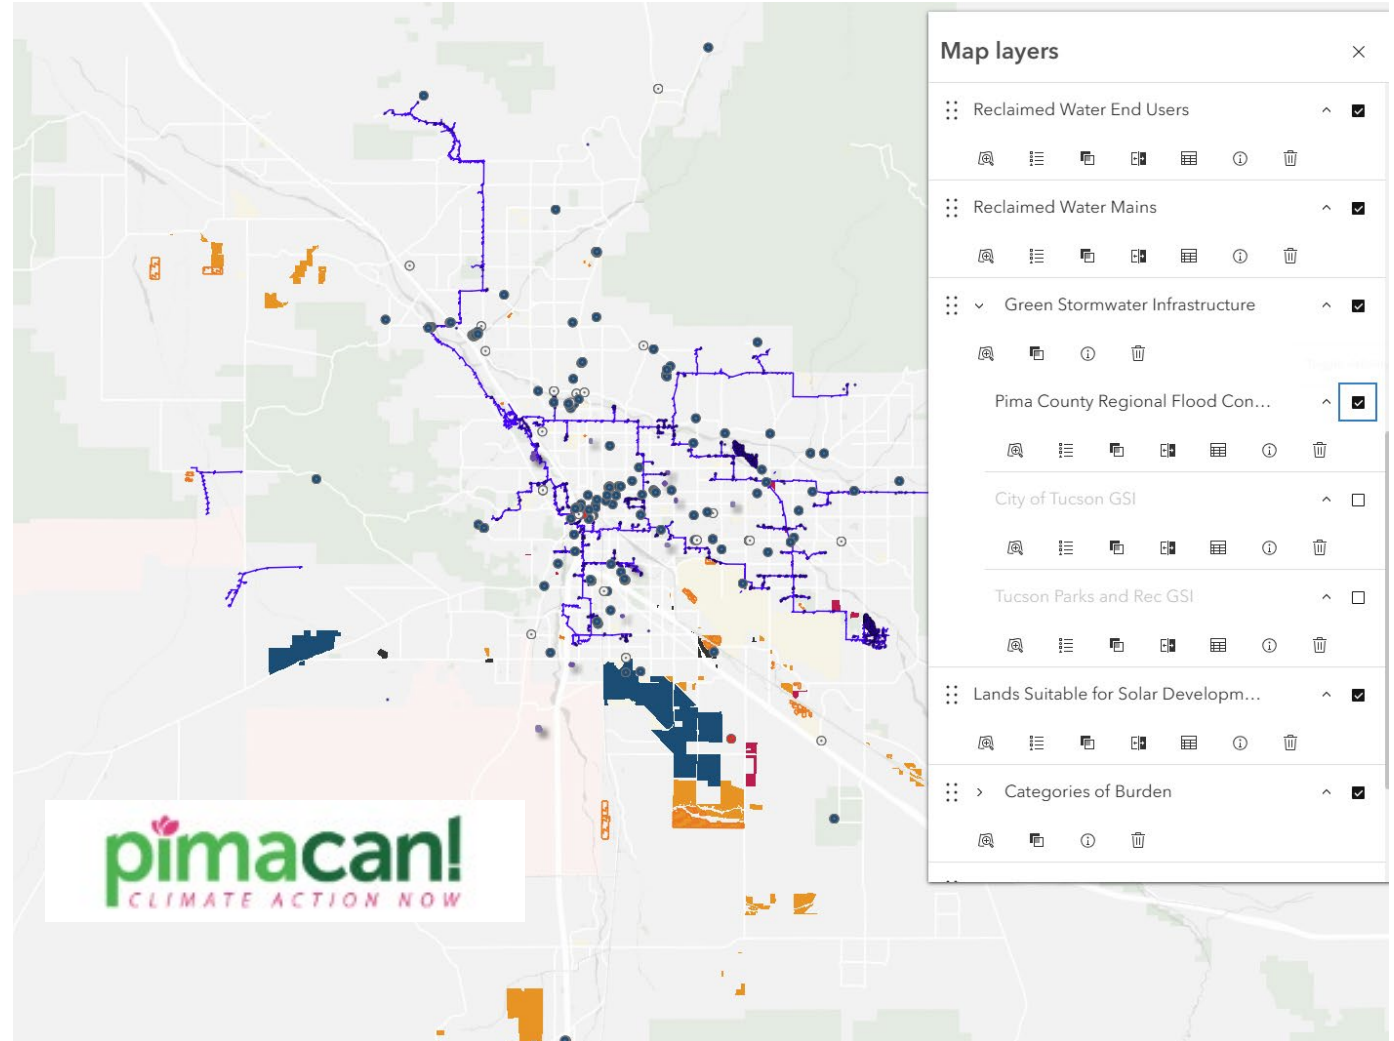 Map layers
Reclaimed Water End Users
Reclaimed Water Mains
Green Stormwater Infrastructure
Pima County Regional Flood Con...
City of Tucson GSI
Tucson Parks and Rec GSI
Lands Suitable for Solar Developm...
Categories of Burden
pimacan!
CLIMATE ACTION NOW